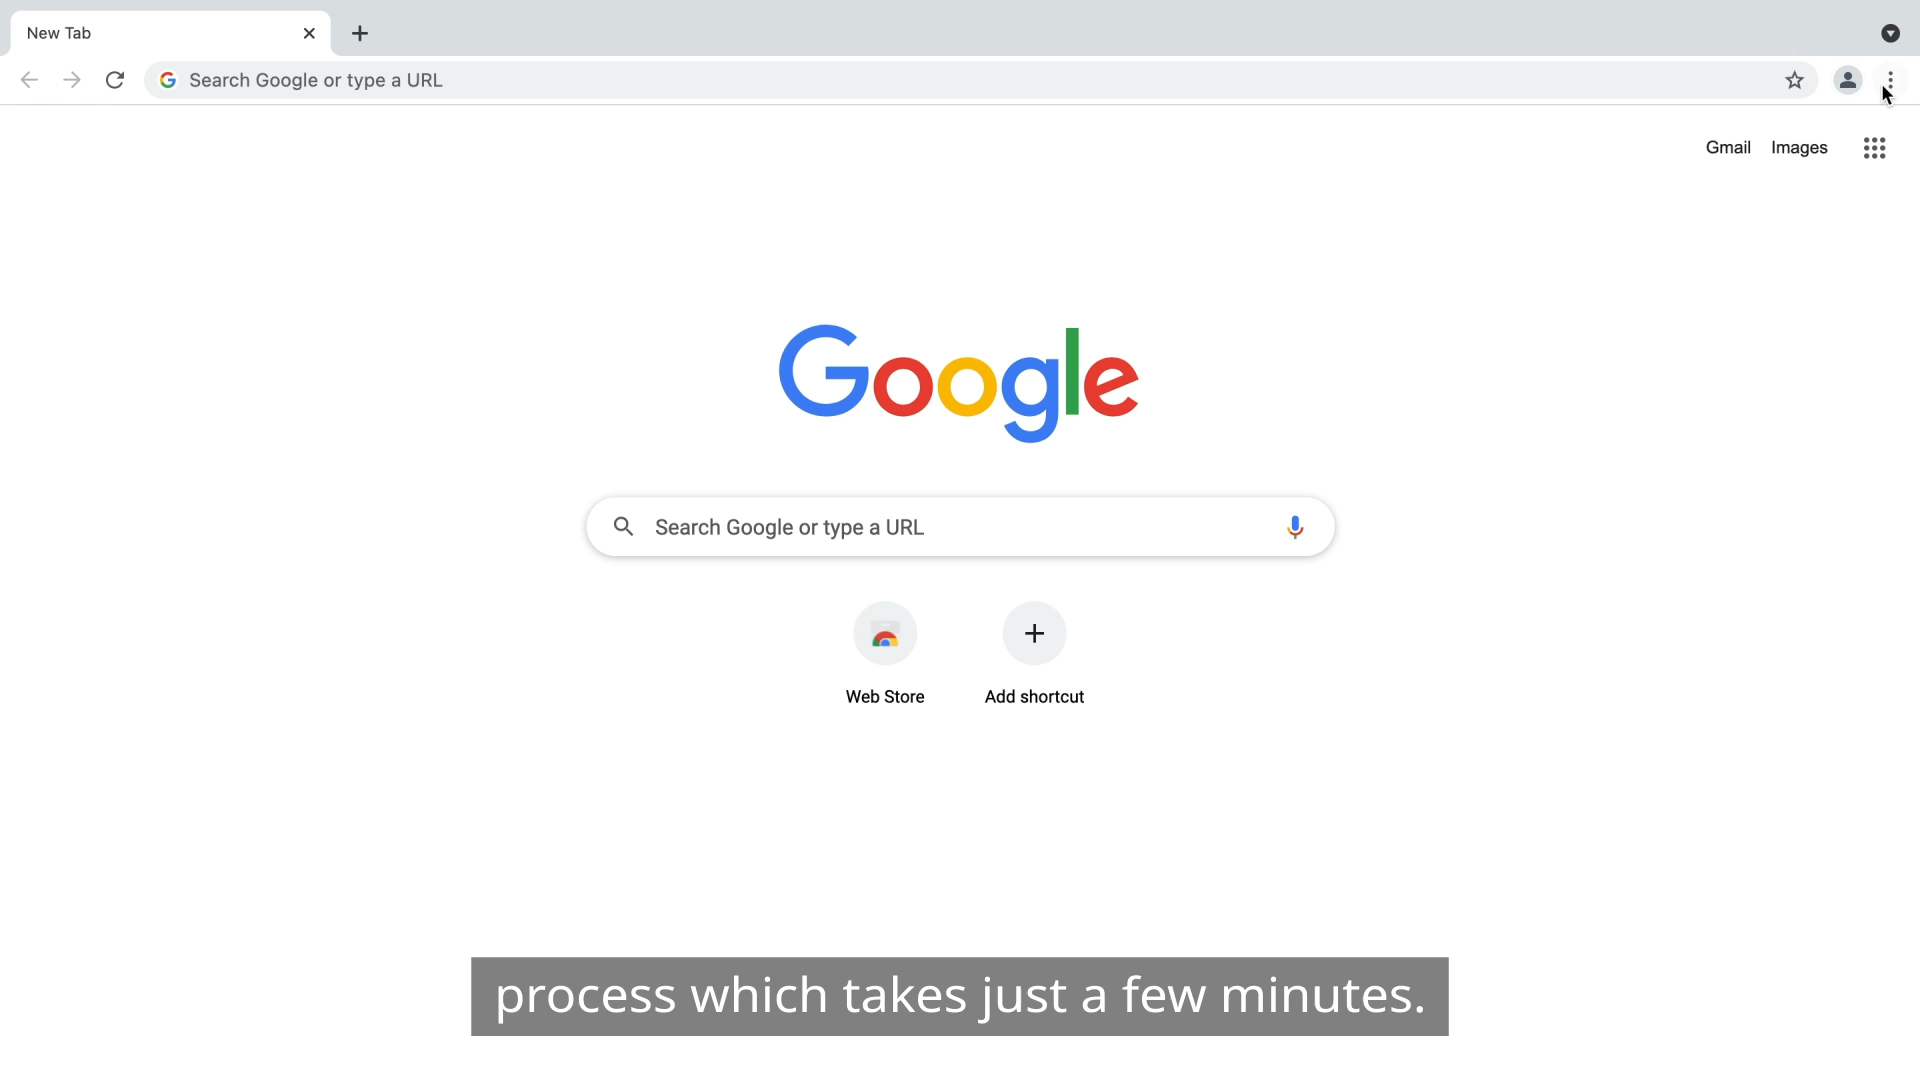 New Tab
Search Google or type a URL
Gmail Images
Google
Search Google or type a URL
Web Store Add shortcut
process which takes just a few minutes.